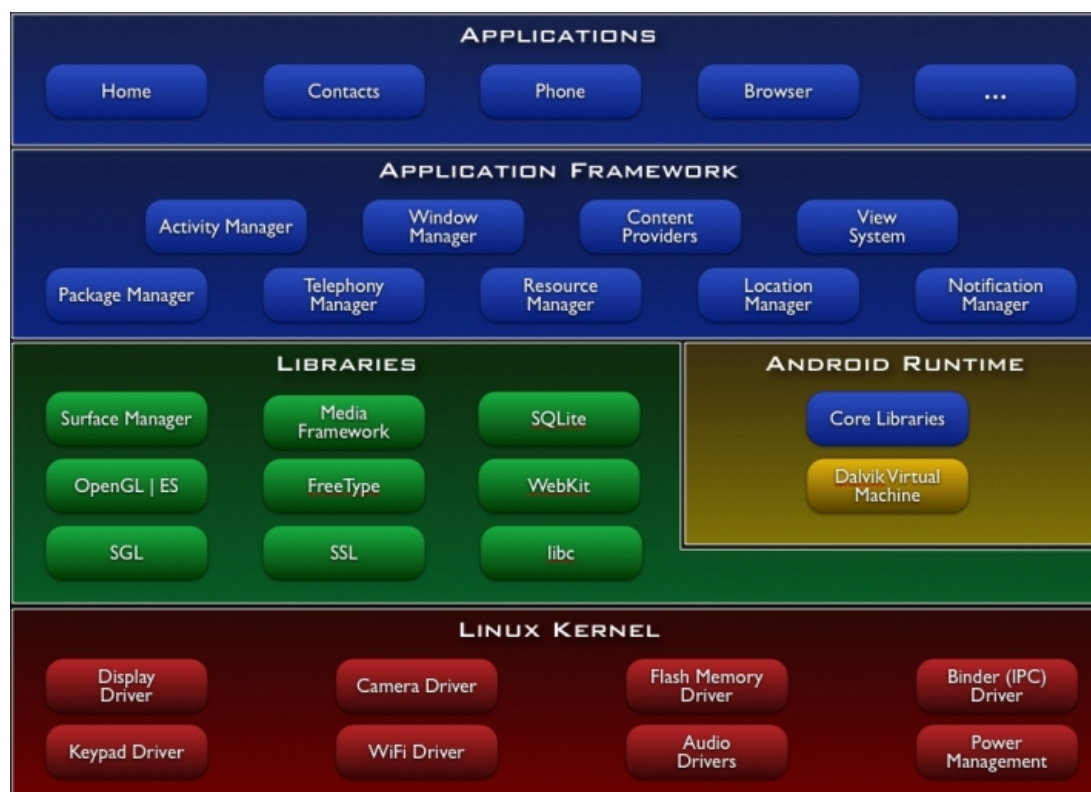 APPLICATIONS
Home
Contacts
Phone
Browser
...
APPLICATION FRAMEWORK
Activity Manager
Window
Manager
Content
Providers
View
System
Package Manager
Telephony
Manager
Resource
Manager
Location
Manager
Notification
Manager
LIBRARIES
Surface Manager
Media
Framework
SQLite
OpenGL | ES
FreeType
WebKit
SGL
SSL
libc
ANDROID RUNTIME
Core Libraries
Dalvik Virtual
Machine
LINUX KERNEL
Display
Driver
Camera Driver
Flash Memory
Driver
Binder (IPC)
Driver
Keypad Driver
WiFi Driver
Audio
Drivers
Power
Management